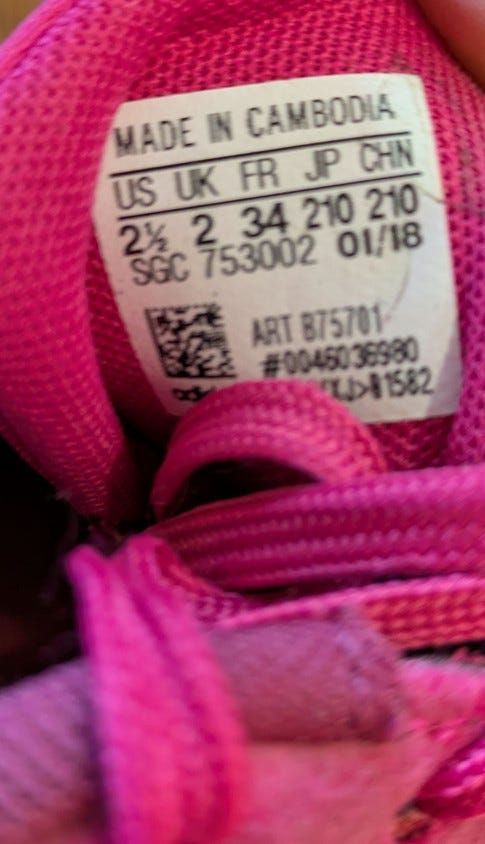 MADE IN CAMBODIA
US UK FR JP CHN
2½ 2 34 210 210
SGC 753002 01/18
ART B75701
#0046036980
01582